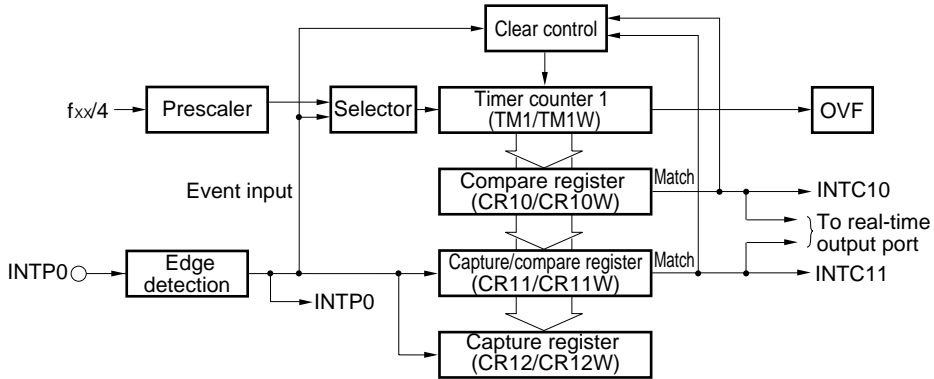 Clear control
fxx/4
Prescaler
Selector
Timer counter 1
(TM1/TM1W)
OVF
Event input
Compare register
(CR10/CR10W)
Match
INTC10
To real-time
output port
INTP0
Edge
detection
INTP0
Capture/compare register
(CR11/CR11W)
Match
INTC11
Capture register
(CR12/CR12W)